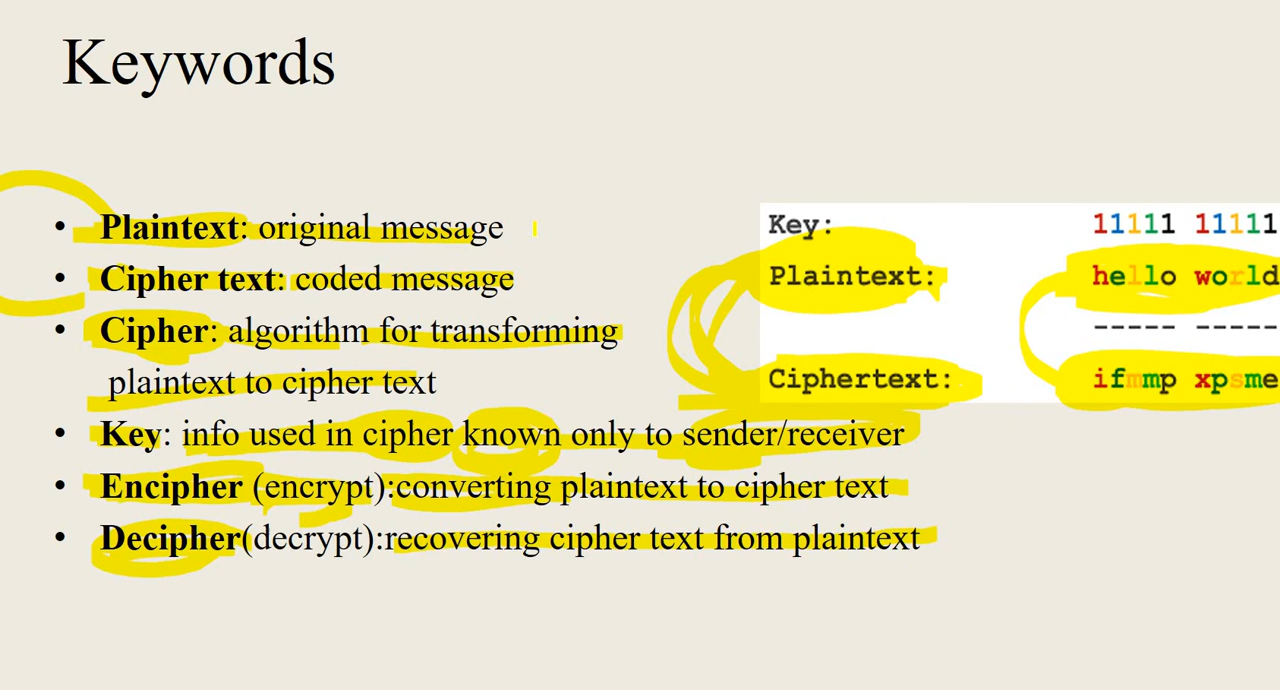 Keywords
• Plaintext: original message
• Cipher text: coded message
• Cipher: algorithm for transforming
plaintext to cipher text
• Key: info used in cipher known only to sender/receiver
• Encipher (encrypt):converting plaintext to cipher text
• Decipher(decrypt):recovering cipher text from plaintext
Key: 11111 11111
Plaintext: hello world
----- -----
Ciphertext: ifmmp xpsme